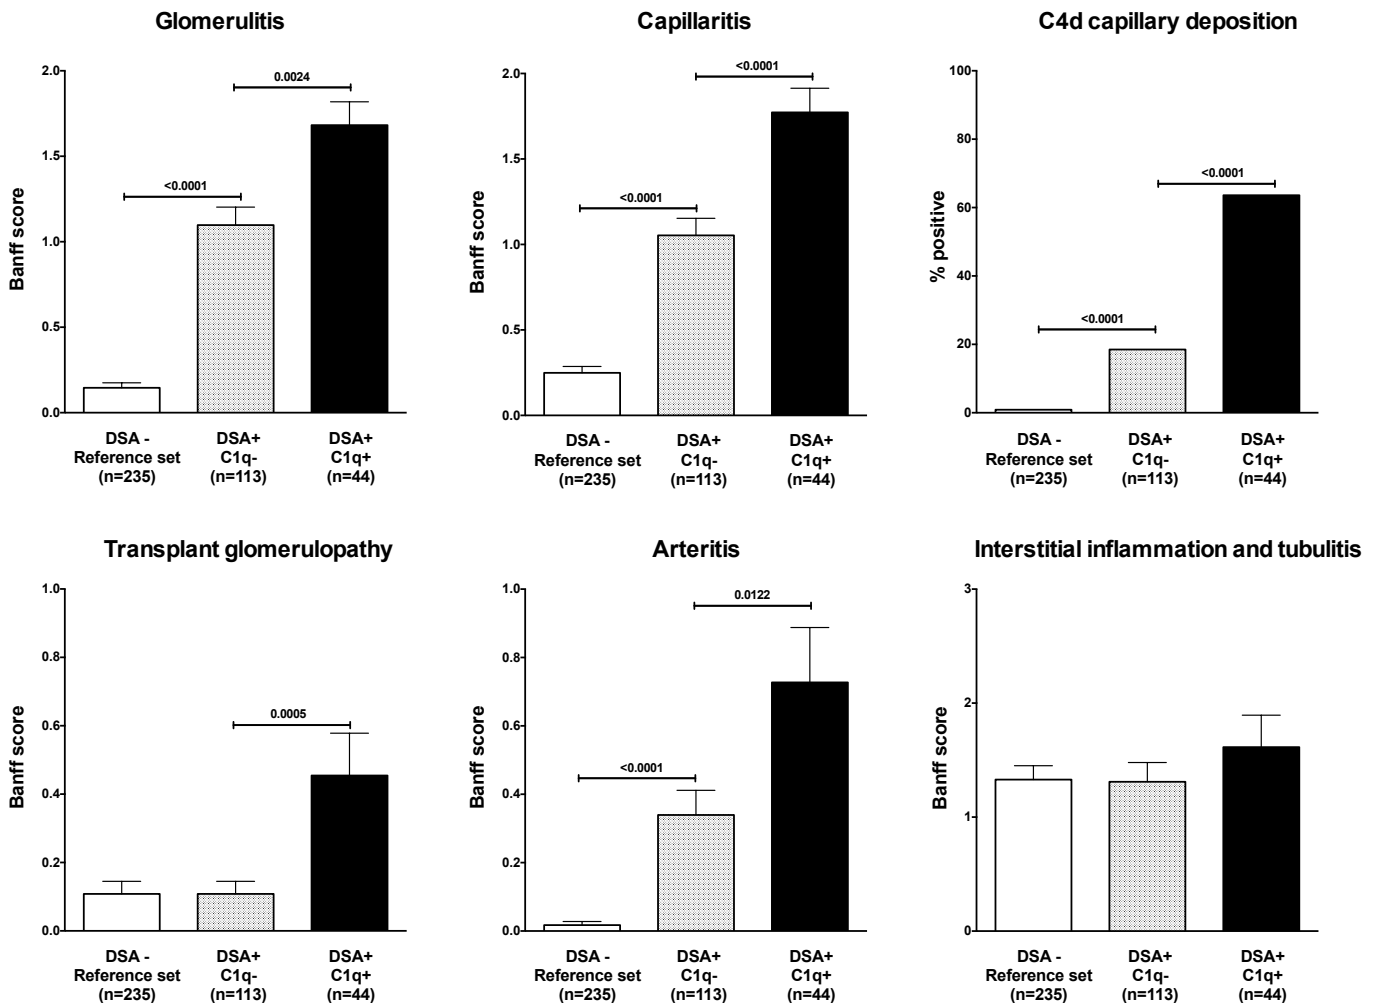 Glomerulitis
Banff score
2.0
1.5
1.0
0.5
0.0
<0.0001
0.0024
DSA -
Reference set
(n=235)
DSA+
C1q-
(n=113)
DSA+
C1q+
(n=44)
Capillaritis
Banff score
2.0
1.5
1.0
0.5
0.0
<0.0001
<0.0001
DSA -
Reference set
(n=235)
DSA+
C1q-
(n=113)
DSA+
C1q+
(n=44)
C4d capillary deposition
% positive
100
80
60
40
20
0
<0.0001
<0.0001
DSA -
Reference set
(n=235)
DSA+
C1q-
(n=113)
DSA+
C1q+
(n=44)
Transplant glomerulopathy
Banff score
1.0
0.8
0.6
0.4
0.2
0.0
0.0005
DSA -
Reference set
(n=235)
DSA+
C1q-
(n=113)
DSA+
C1q+
(n=44)
Arteritis
Banff score
1.0
0.8
0.6
0.4
0.2
0.0
<0.0001
0.0122
DSA -
Reference set
(n=235)
DSA+
C1q-
(n=113)
DSA+
C1q+
(n=44)
Interstitial inflammation and tubulitis
Banff score
3
2
1
0
DSA -
Reference set
(n=235)
DSA+
C1q-
(n=113)
DSA+
C1q+
(n=44)